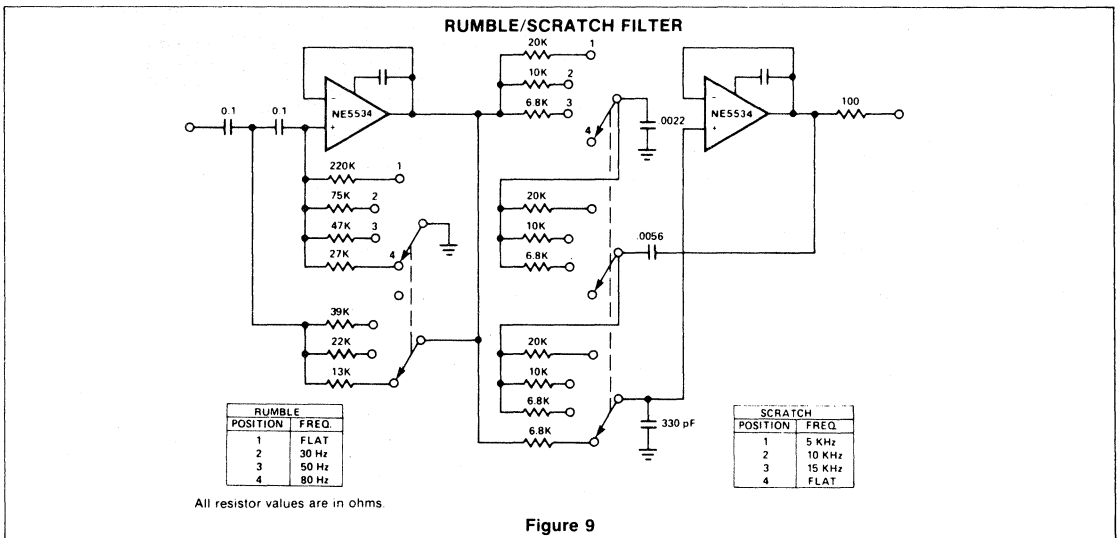 RUMBLE/SCRATCH FILTER
20K 1
10K 2
6.8K 3
4
.0022
0.1 0.1
- NE5534 +
- NE5534 +
100
220K 1
75K 2
47K 3
27K 4
20K
10K
6.8K
.0056
39K
22K
13K
20K
10K
6.8K
6.8K
330 pF
RUMBLE
POSITION FREQ.
1 FLAT
2 30 Hz
3 50 Hz
4 80 Hz
SCRATCH
POSITION FREQ
1 5 KHz
2 10 KHz
3 15 KHz
4 FLAT
All resistor values are in ohms.
Figure 9